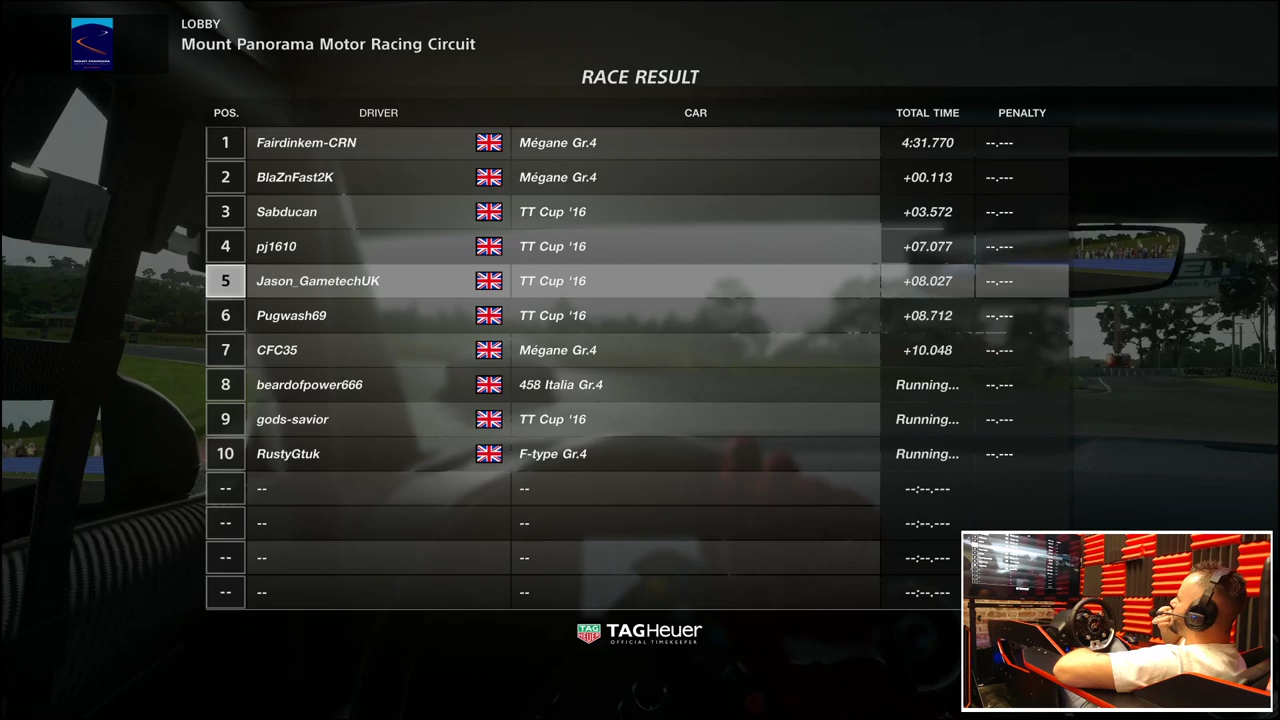 LOBBY
Mount Panorama Motor Racing Circuit
MOUNT PANORAMA
RACE RESULT
POS. DRIVER CAR TOTAL TIME PENALTY
1 Fairdinkem-CRN Mégane Gr.4 4:31.770 --.---
2 BlaZnFast2K Mégane Gr.4 +00.113 --.---
3 Sabducan TT Cup '16 +03.572 --.---
4 pj1610 TT Cup '16 +07.077 --.---
5 Jason_GametechUK TT Cup '16 +08.027 --.---
6 Pugwash69 TT Cup '16 +08.712 --.---
7 CFC35 Mégane Gr.4 +10.048 --.---
8 beardofpower666 458 Italia Gr.4 Running... --.---
9 gods-savior TT Cup '16 Running... --.---
10 RustyGtuk F-type Gr.4 Running... --.---
-- -- -- --:--.---
-- -- -- --:--.---
-- -- -- --:--.---
-- -- -- --:--.---
TAG HEUER TAGHeuer
OFFICIAL TIMEKEEPER